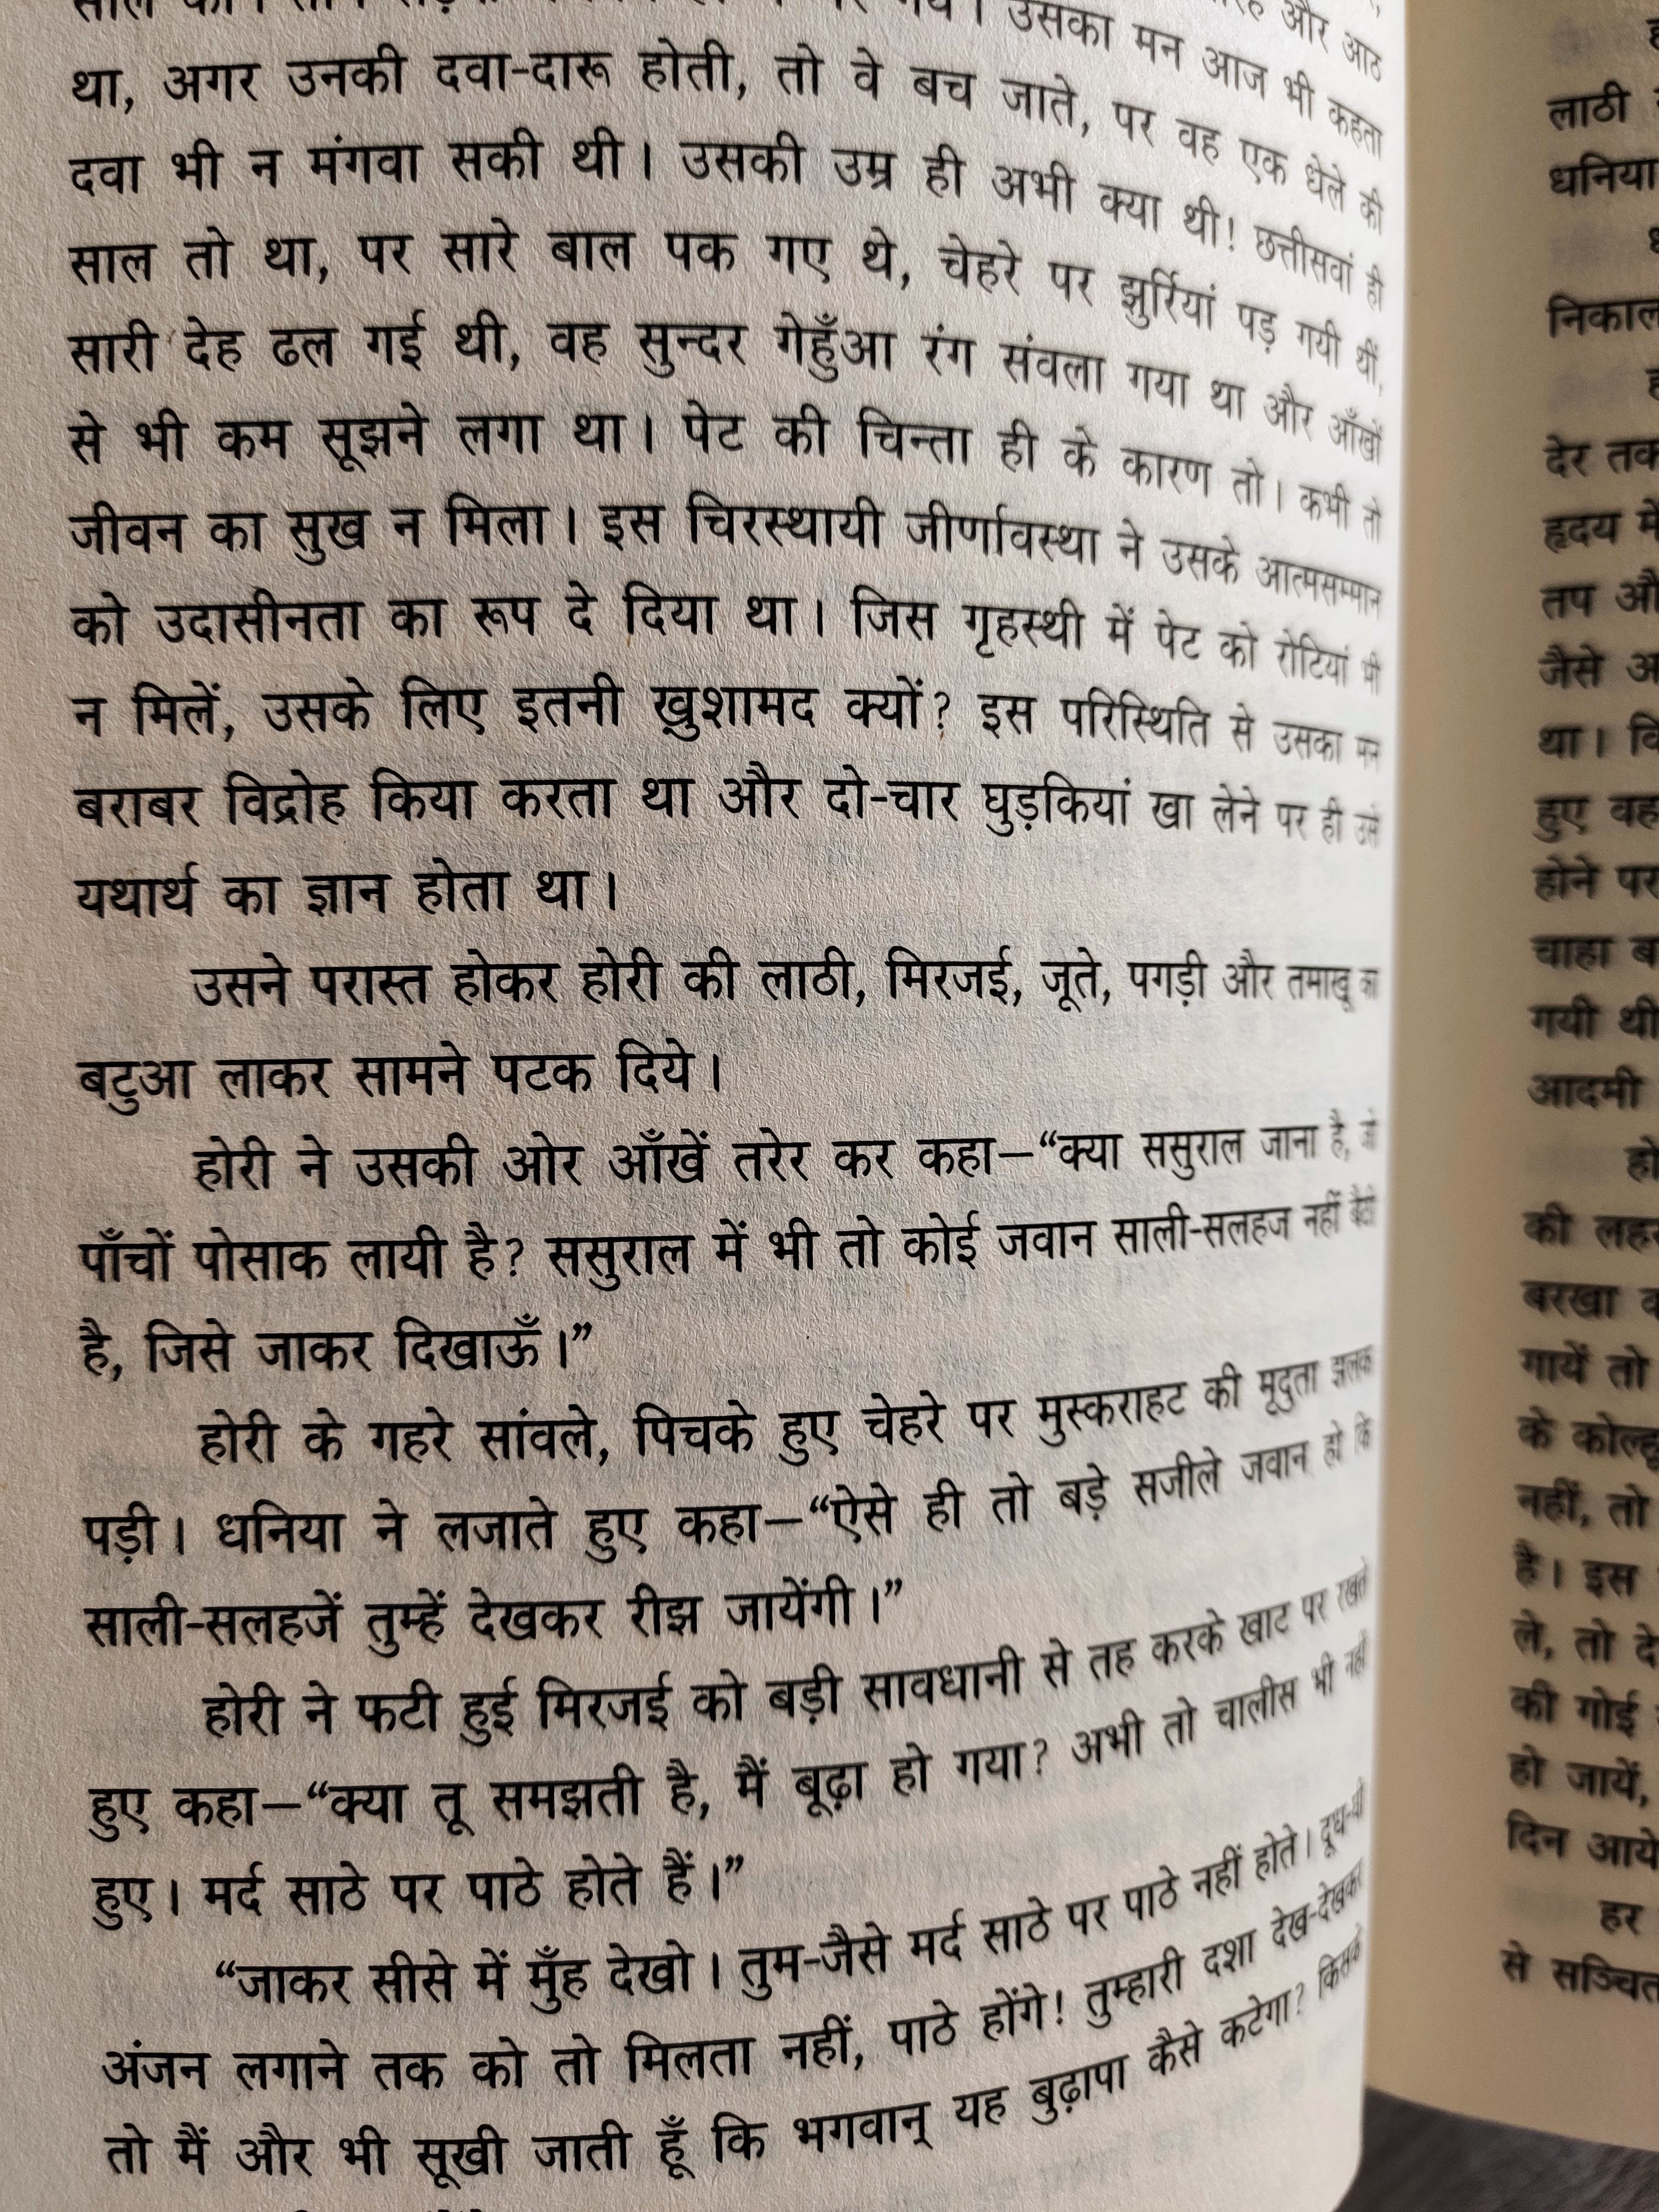 उसका मन आज भी कहता
था, अगर उनकी दवा-दारू होती, तो वे बच जाते, पर वह एक धेले की
दवा भी न मंगवा सकी थी। उसकी उम्र ही अभी क्या थी! छत्तीसवां ही
साल तो था, पर सारे बाल पक गए थे, चेहरे पर झुर्रियां पड़ गयी थीं,
सारी देह ढल गई थी, वह सुन्दर गेहुँआ रंग संवला गया था और आँखों
से भी कम सूझने लगा था। पेट की चिन्ता ही के कारण तो। कभी तो
जीवन का सुख न मिला। इस चिरस्थायी जीर्णावस्था ने उसके आत्मसम्मान
को उदासीनता का रूप दे दिया था। जिस गृहस्थी में पेट को रोटियां भी
न मिलें, उसके लिए इतनी ख़ुशामद क्यों? इस परिस्थिति से उसका मन
बराबर विद्रोह किया करता था और दो-चार घुड़कियां खा लेने पर ही उसे
यथार्थ का ज्ञान होता था।
उसने परास्त होकर होरी की लाठी, मिरजई, जूते, पगड़ी और तमाखू का
बटुआ लाकर सामने पटक दिये।
होरी ने उसकी ओर आँखें तरेर कर कहा—“क्या ससुराल जाना है, जो
पाँचों पोसाक लायी है? ससुराल में भी तो कोई जवान साली-सलहज नहीं बैठी
है, जिसे जाकर दिखाऊँ।”
होरी के गहरे सांवले, पिचके हुए चेहरे पर मुस्कराहट की मृदुता झलक
पड़ी। धनिया ने लजाते हुए कहा—“ऐसे ही तो बड़े सजीले जवान हो कि
साली-सलहजें तुम्हें देखकर रीझ जायेंगी।”
होरी ने फटी हुई मिरजई को बड़ी सावधानी से तह करके खाट पर रखते
हुए कहा—“क्या तू समझती है, मैं बूढ़ा हो गया? अभी तो चालीस भी नहीं
हुए। मर्द साठे पर पाठे होते हैं।”
“जाकर सीसे में मुँह देखो। तुम-जैसे मर्द साठे पर पाठे नहीं होते। दूध-घी
अंजन लगाने तक को तो मिलता नहीं, पाठे होंगे! तुम्हारी दशा देख-देखकर
तो मैं और भी सूखी जाती हूँ कि भगवान् यह बुढ़ापा कैसे कटेगा? किसके
लाठी
धनिया
निकाल
देर तक
हृदय में
तप
जैसे
था।
हुए वह
होने पर
चाहा
गयी थी
आदमी
की
बरखा
गायें तो
के
नहीं, तो
है। इस
ले, तो
की गोई
हो जायें,
दिन आये
हर
से सञ्चित